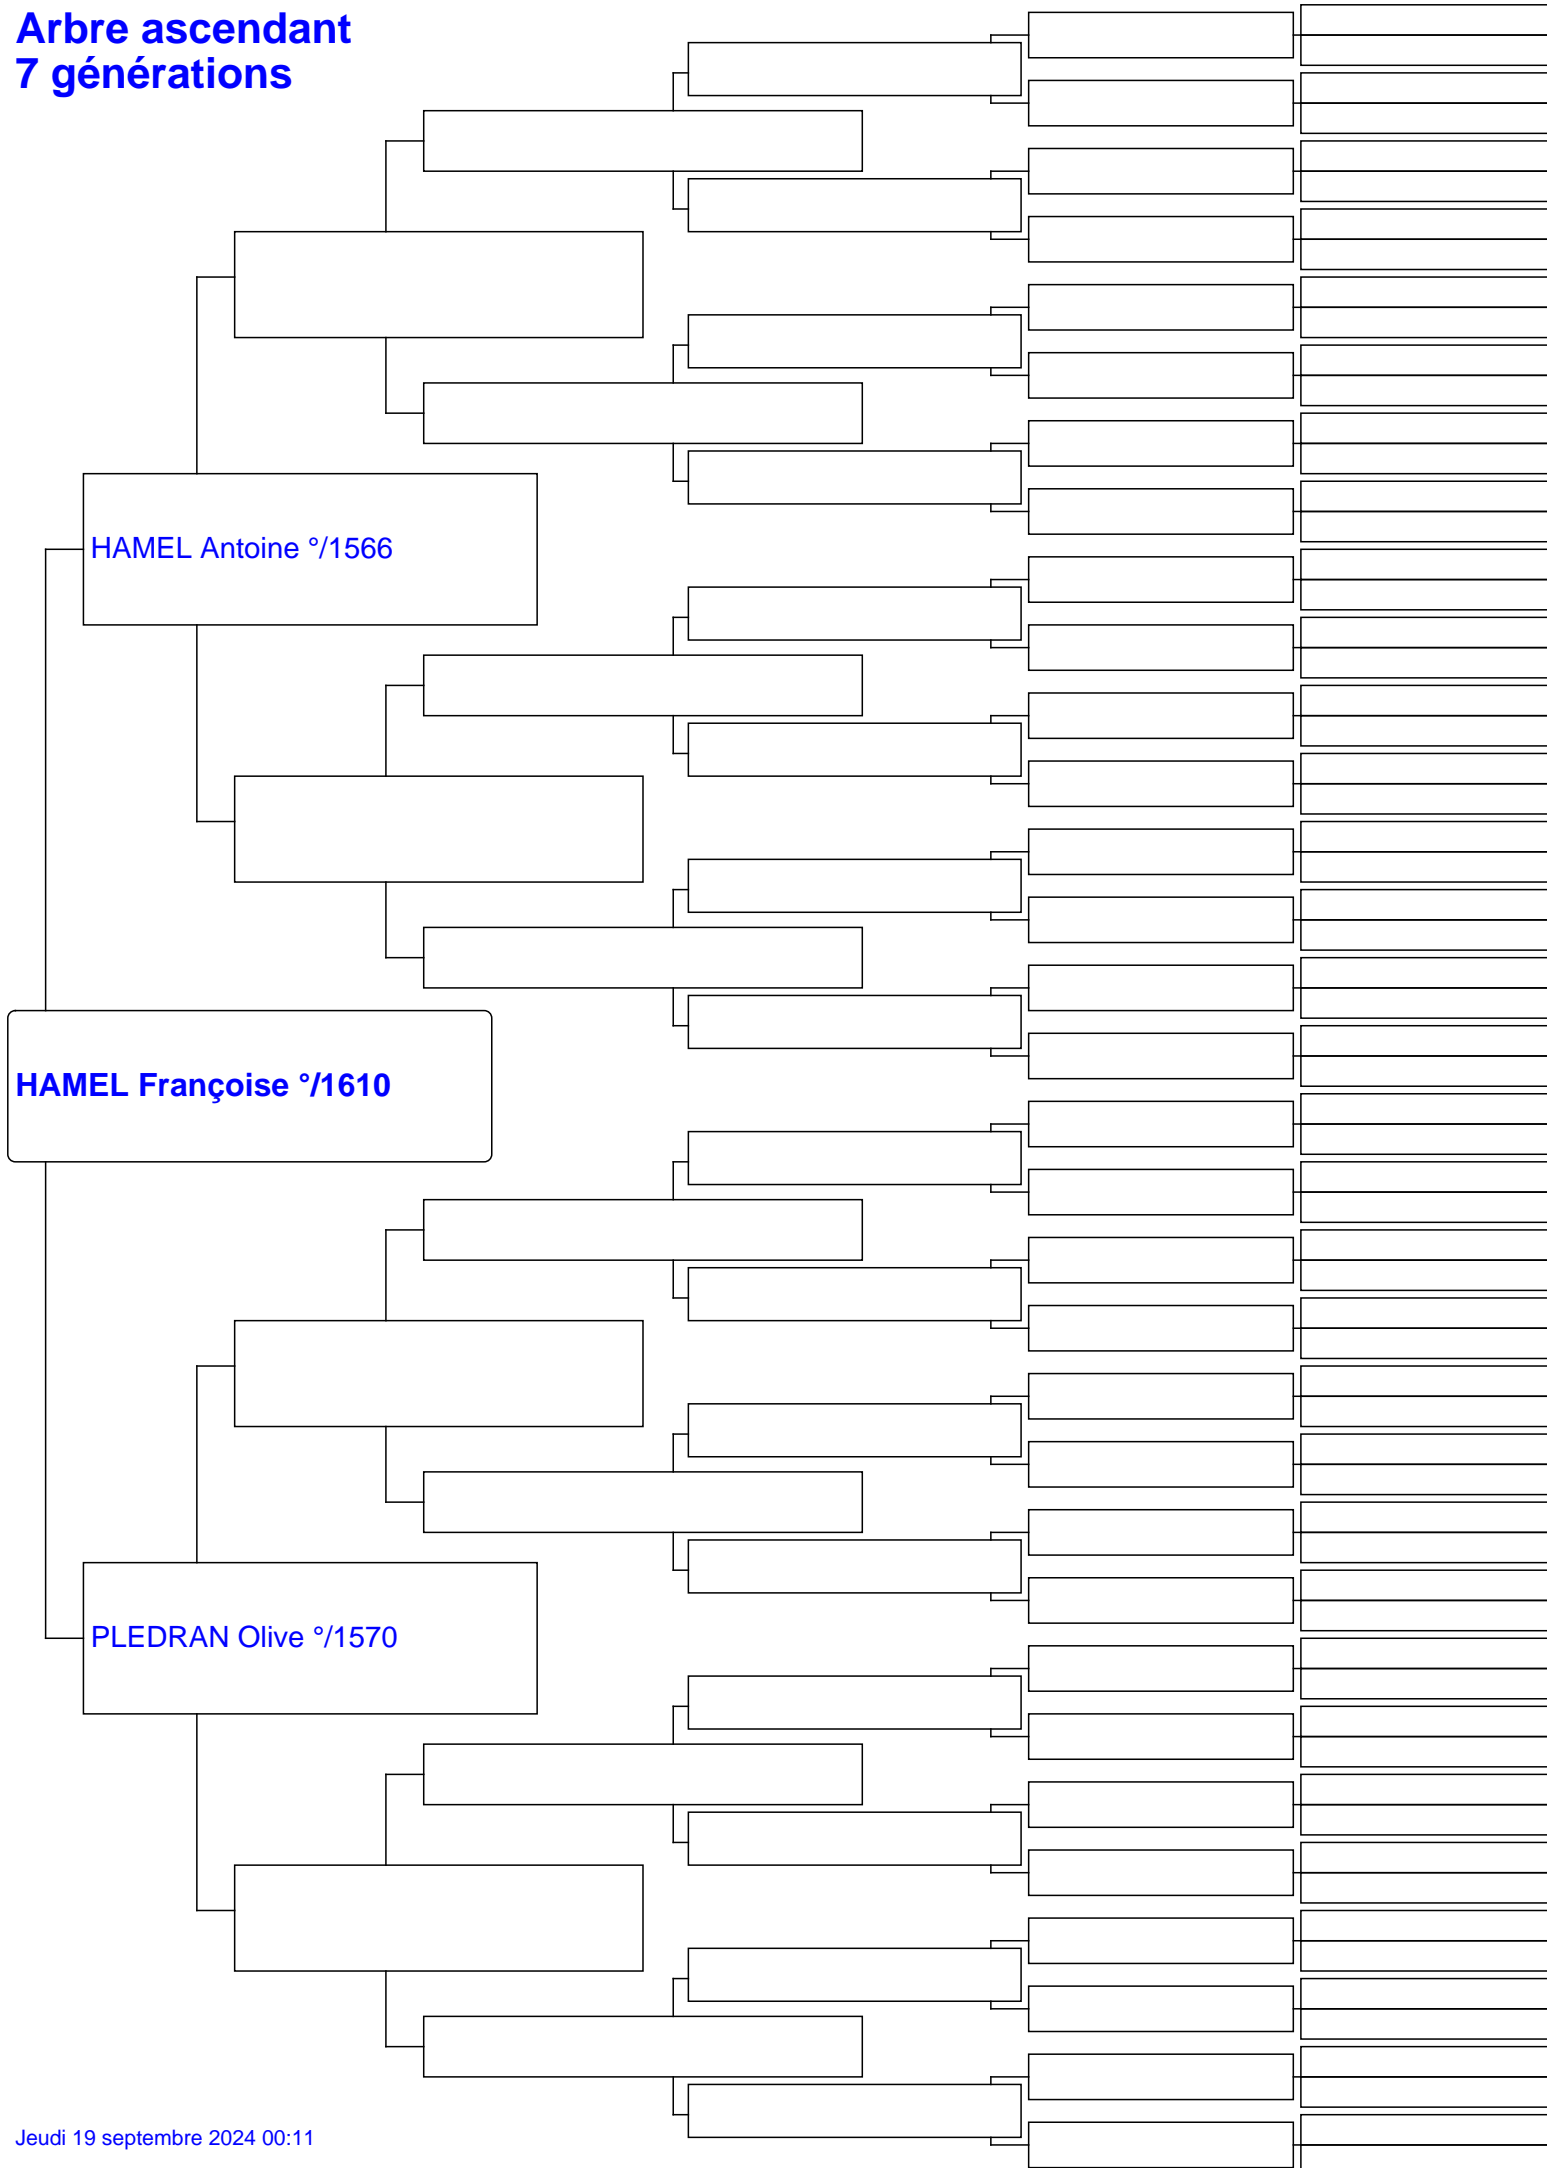 Arbre ascendant
7 générations
HAMEL Antoine °/1566
HAMEL Françoise °/1610
PLEDRAN Olive °/1570
Jeudi 19 septembre 2024 00:11